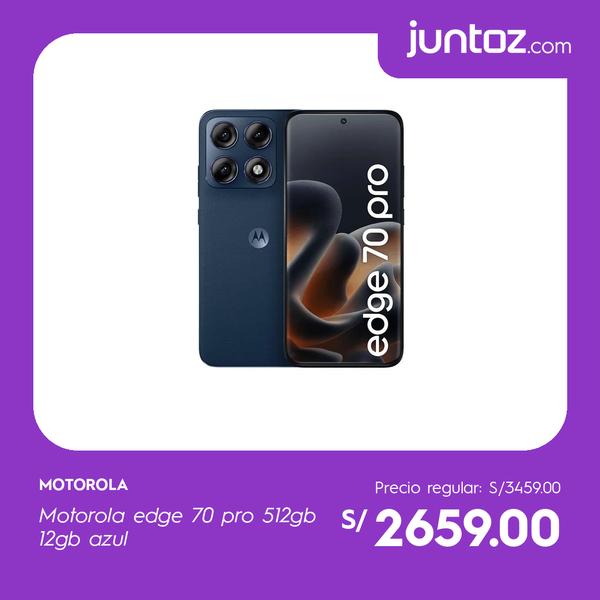 juntoz.com
edge 70 pro
MOTOROLA
Motorola edge 70 pro 512gb
12gb azul
Precio regular: S/3459.00
S/ 2659.00